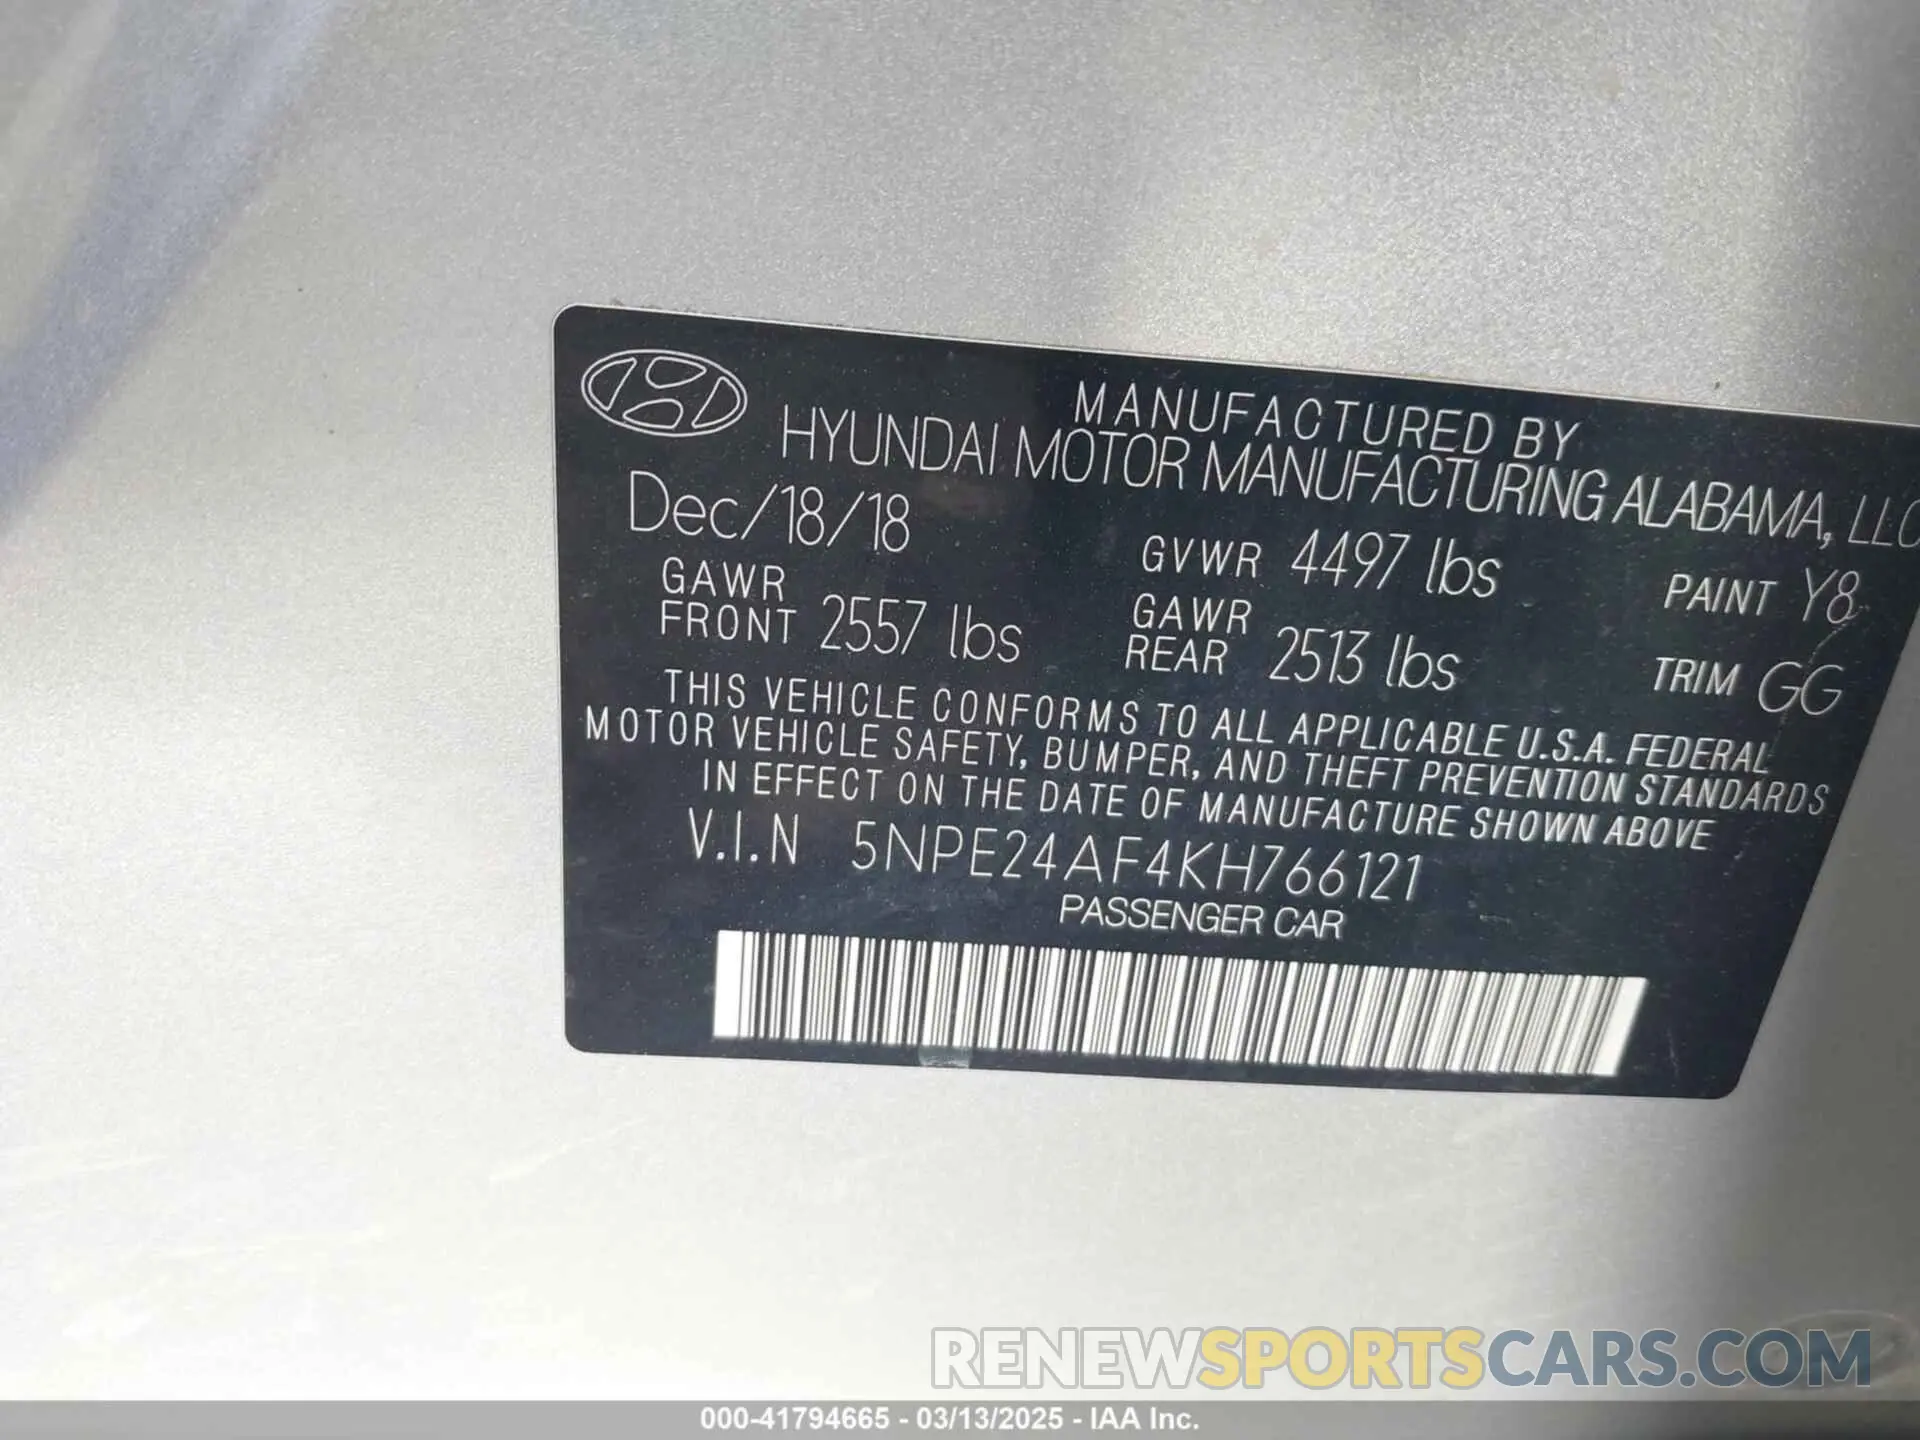 MANUFACTURED BY
HYUNDAI MOTOR MANUFACTURING ALABAMA, LLC
Dec/18/18
GVWR 4497 lbs
PAINT Y8
GAWR
FRONT 2557 lbs
GAWR
REAR 2513 lbs
TRIM GG
THIS VEHICLE CONFORMS TO ALL APPLICABLE U.S.A. FEDERAL
MOTOR VEHICLE SAFETY, BUMPER, AND THEFT PREVENTION STANDARDS
IN EFFECT ON THE DATE OF MANUFACTURE SHOWN ABOVE
V.I.N 5NPE24AF4KH766121
PASSENGER CAR
RENEWSPORTSCARS.COM
000-41794665 - 03/13/2025 - IAA Inc.